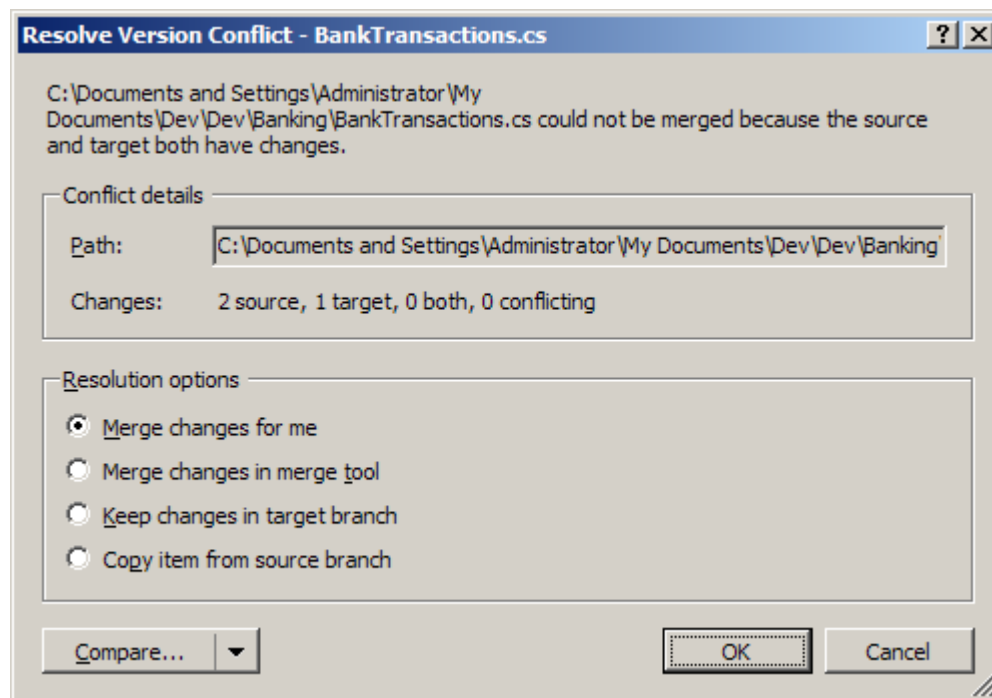 Resolve Version Conflict - BankTransactions.cs
C:\Documents and Settings\Administrator\My
Documents\Dev\Dev\Banking\BankTransactions.cs could not be merged because the source
and target both have changes.
Conflict details
Path: C:\Documents and Settings\Administrator\My Documents\Dev\Dev\Banking\
Changes: 2 source, 1 target, 0 both, 0 conflicting
Resolution options
Merge changes for me
Merge changes in merge tool
Keep changes in target branch
Copy item from source branch
Compare... OK Cancel